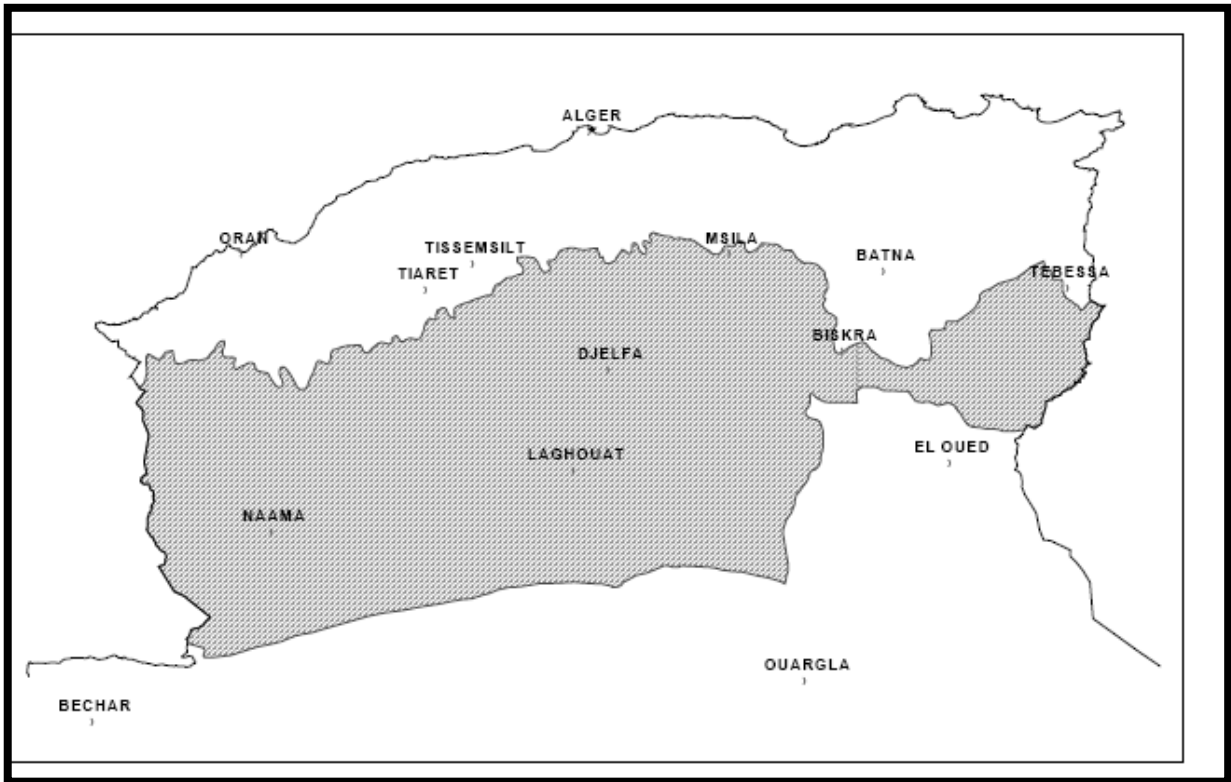 ALGER
ORAN
TISSEMSILT
MSILA
BATNA
TIARET
TEBESSA
BISKRA
DJELFA
EL OUED
LAGHOUAT
NAAMA
OUARGLA
BECHAR